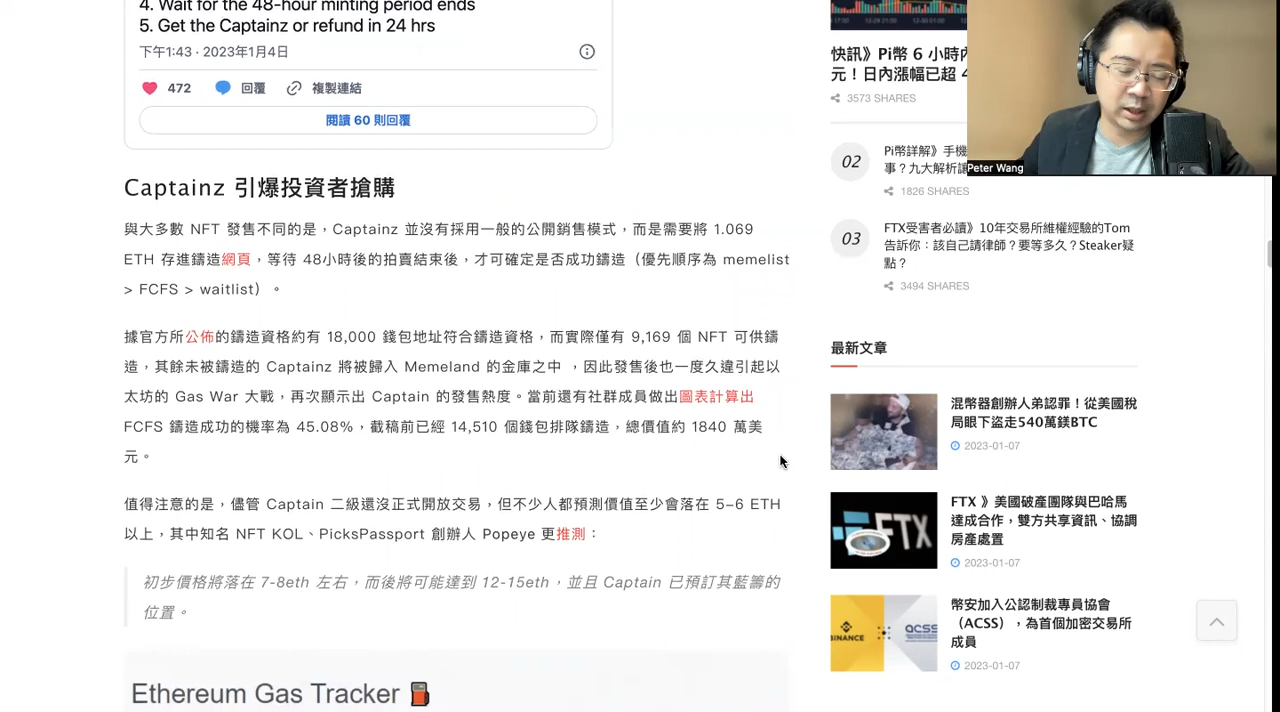 4. Wait for the 48-hour minting period ends
5. Get the Captainz or refund in 24 hrs
下午1:43 · 2023年1月4日
472 回覆 複製連結
閱讀 60 則回覆
Captainz 引爆投資者搶購
與大多數 NFT 發售不同的是，Captainz 並沒有採用一般的公開銷售模式，而是需要將 1.069
ETH 存進鑄造網頁，等待 48小時後的拍賣結束後，才可確定是否成功鑄造（優先順序為 memelist
> FCFS > waitlist）。
據官方所公佈的鑄造資格約有 18,000 錢包地址符合鑄造資格，而實際僅有 9,169 個 NFT 可供鑄
造，其餘未被鑄造的 Captainz 將被歸入 Memeland 的金庫之中 ，因此發售後也一度久違引起以
太坊的 Gas War 大戰，再次顯示出 Captain 的發售熱度。當前還有社群成員做出圖表計算出
FCFS 鑄造成功的機率為 45.08%，截稿前已經 14,510 個錢包排隊鑄造，總價值約 1840 萬美
元。
值得注意的是，儘管 Captain 二級還沒正式開放交易，但不少人都預測價值至少會落在 5–6 ETH
以上，其中知名 NFT KOL、PicksPassport 創辦人 Popeye 更推測：
初步價格將落在 7-8eth 左右，而後將可能達到 12-15eth，並且 Captain 已預訂其藍籌的
位置。
Ethereum Gas Tracker
快訊》Pi幣 6 小時
元！日內漲幅已超
3573 SHARES
02
Pi幣詳解》手機
事？九大解析
1826 SHARES
03
FTX受害者必讀》10年交易所維權經驗的Tom
告訴你：該自己請律師？要等多久？Steaker疑
點？
3494 SHARES
最新文章
混幣器創辦人弟認罪！從美國稅
局眼下盜走540萬鎂BTC
2023-01-07
FTX
FTX 》美國破產團隊與巴哈馬
達成合作，雙方共享資訊、協調
房產處置
2023-01-07
BINANCE
ACSS
幣安加入公認制裁專員協會
（ACSS），為首個加密交易所
成員
2023-01-07
Peter Wang